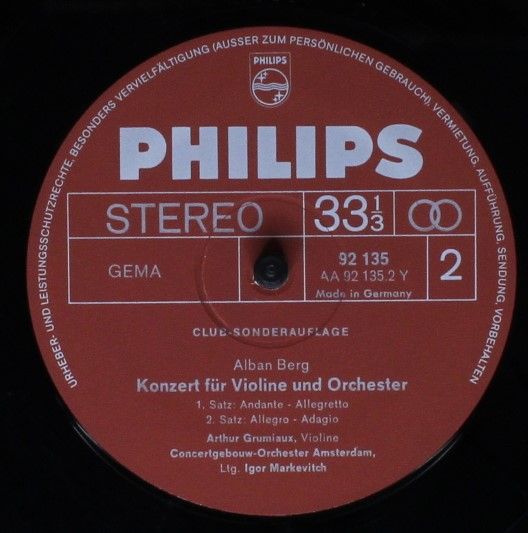 URHEBER- UND LEISTUNGSSCHUTZRECHTE, BESONDERS VERVIELFÄLTIGUNG (AUSSER ZUM PERSÖNLICHEN GEBRAUCH), VERMIETUNG, AUFFÜHRUNG, SENDUNG, VORBEHALTEN
PHILIPS
PHILIPS
STEREO 33 1/3
GEMA
92 135
AA 92 135.2 Y
Made in Germany
2
CLUB-SONDERAUFLAGE
Alban Berg
Konzert für Violine und Orchester
1. Satz: Andante - Allegretto
2. Satz: Allegro - Adagio
Arthur Grumiaux, Violine
Concertgebouw-Orchester Amsterdam,
Ltg. Igor Markevitch